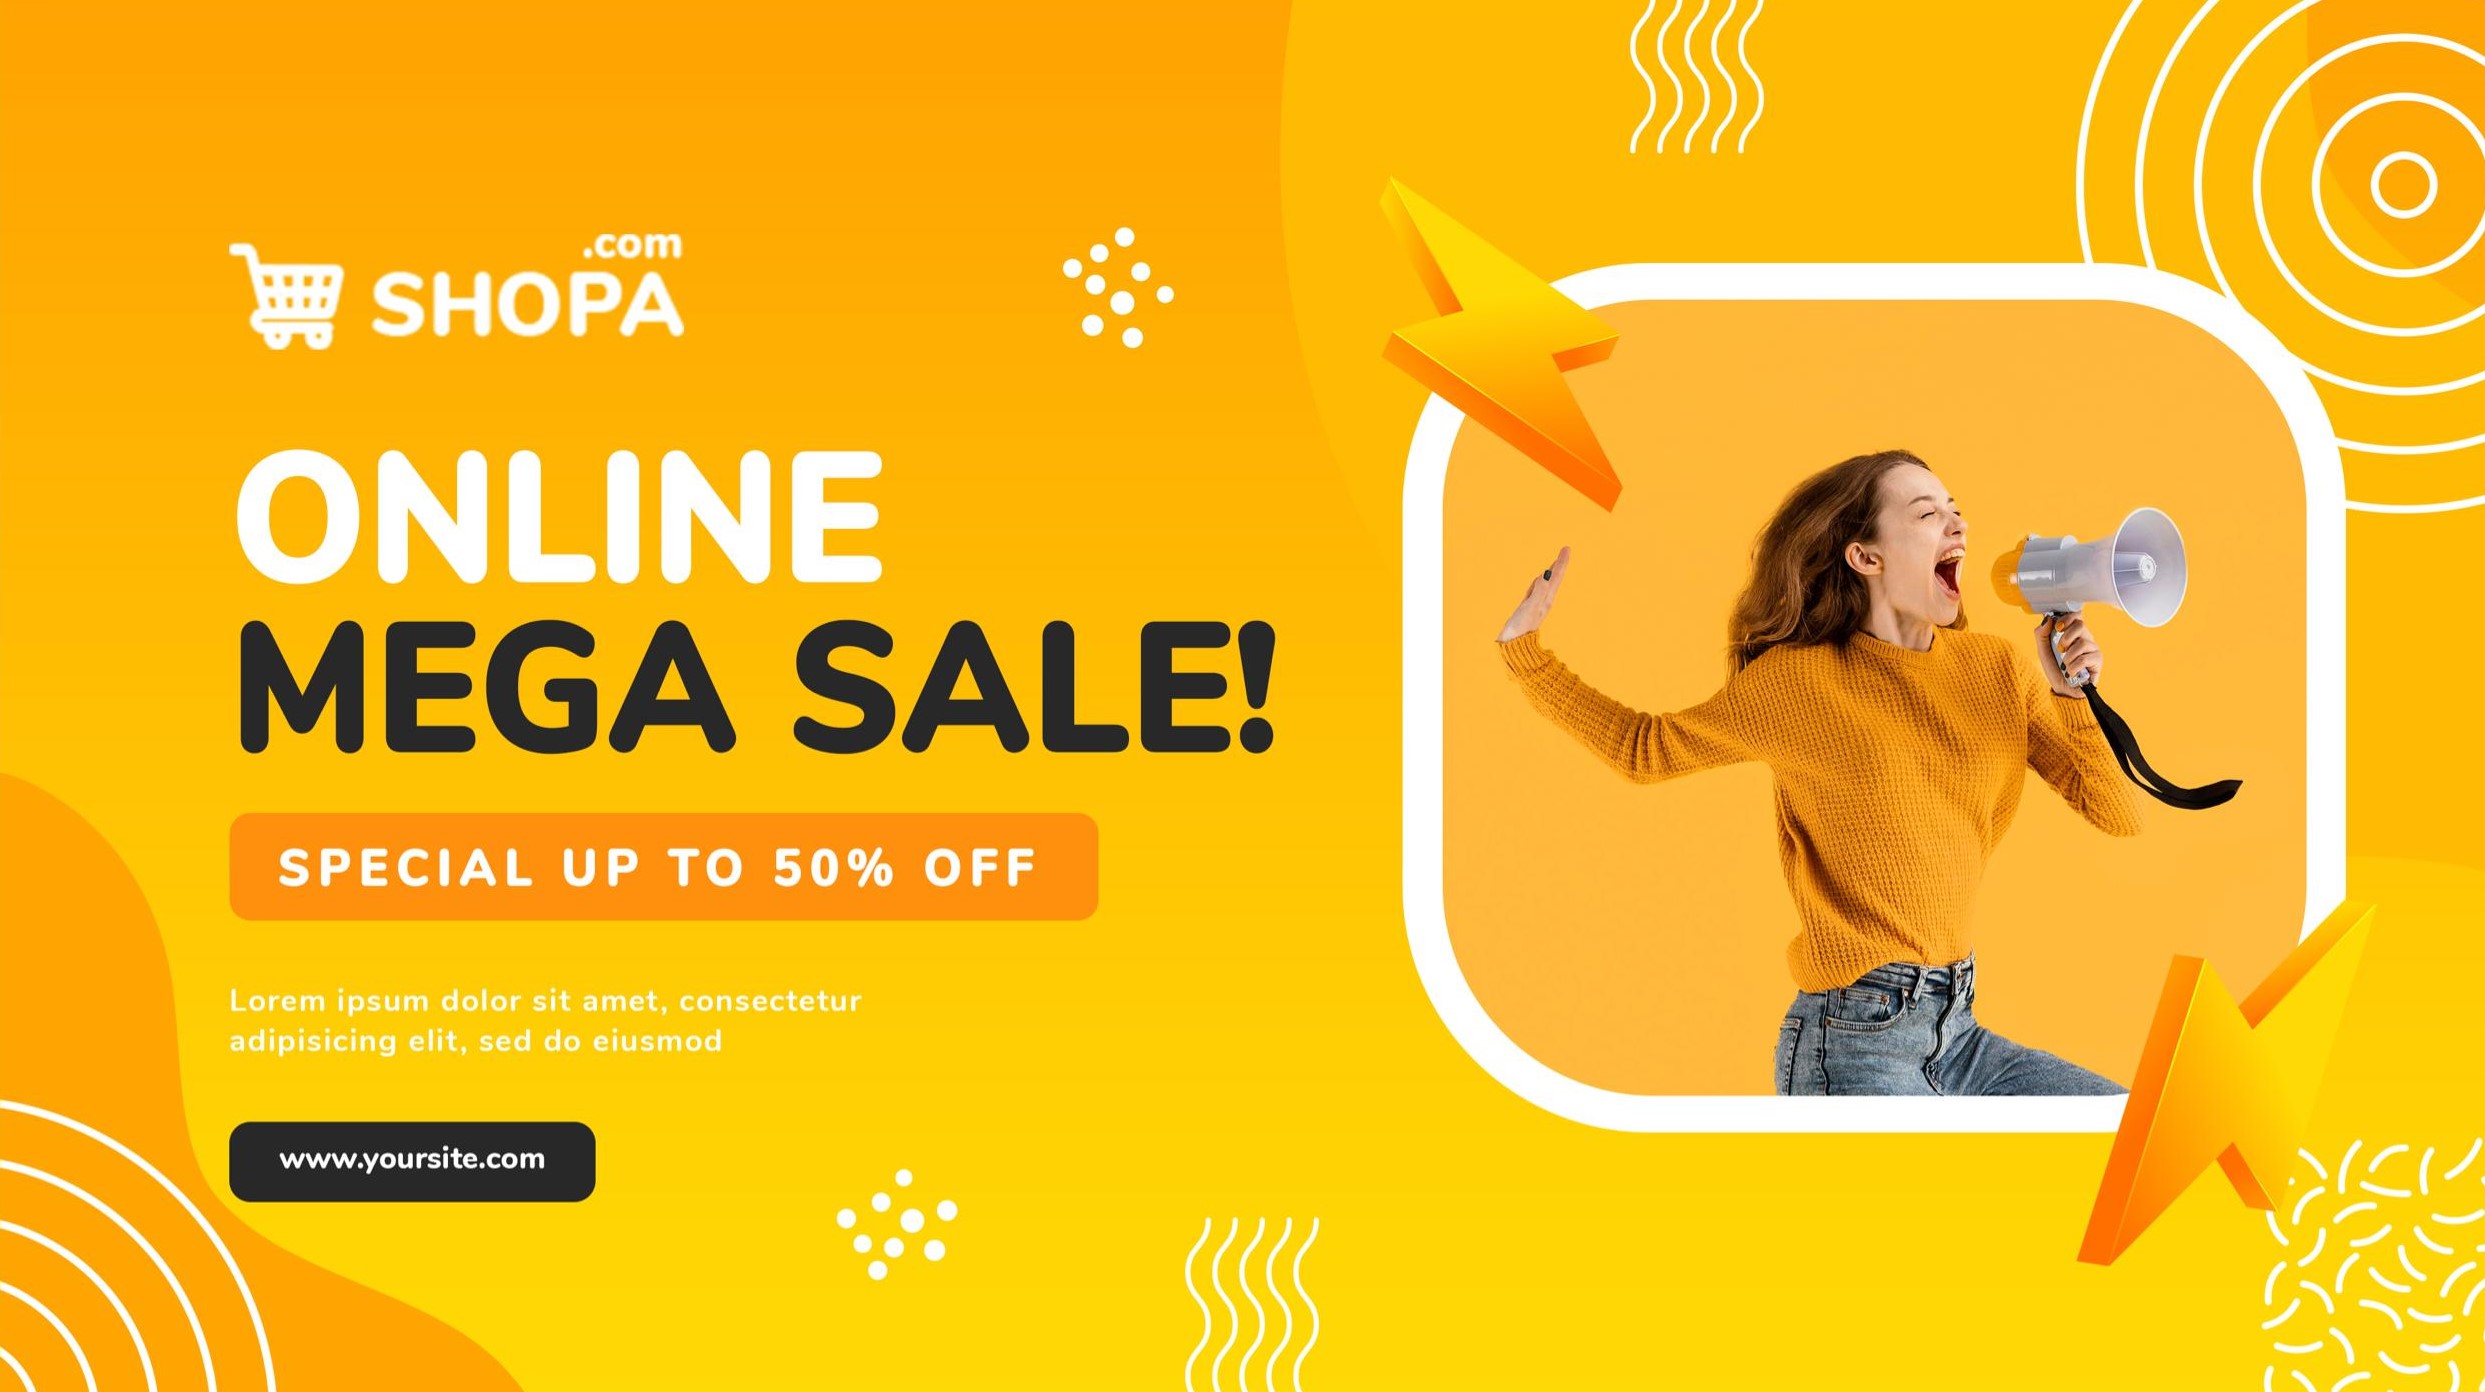 .com
SHOPA
ONLINE
MEGA SALE!
SPECIAL UP TO 50% OFF
Lorem ipsum dolor sit amet, consectetur
adipisicing elit, sed do eiusmod
www.yoursite.com